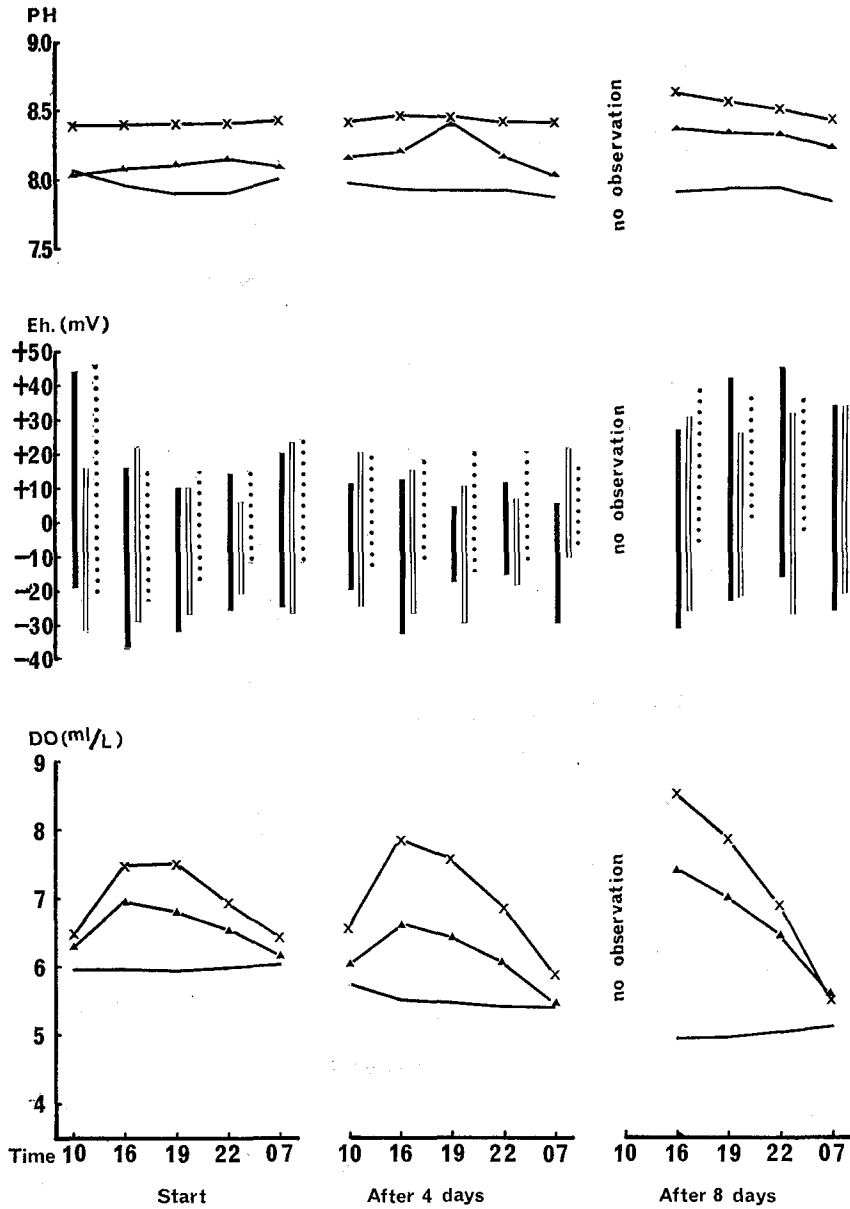 PH
9.0
8.5
8.0
7.5
no observation
Eh. (mV)
+50
+40
+30
+20
+10
0
−10
−20
−30
−40
no observation
DO (ml/L)
9
8
7
6
5
4
no observation
Time 10 16 19 22 07 10 16 19 22 07 10 16 19 22 07
Start After 4 days After 8 days